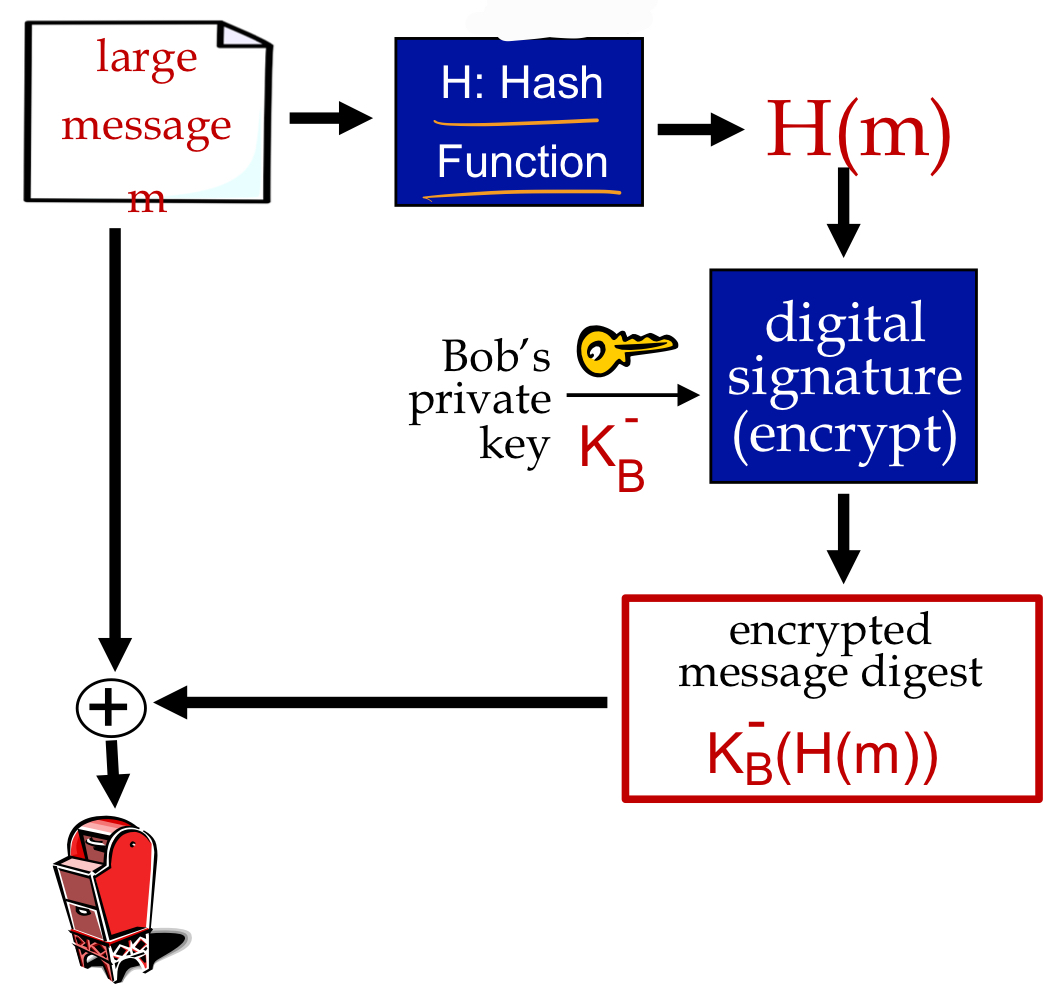 large
message
m
H: Hash
Function
H(m)
Bob's
private
key
K_B^-
digital
signature
(encrypt)
encrypted
message digest
K_B^-(H(m))
+